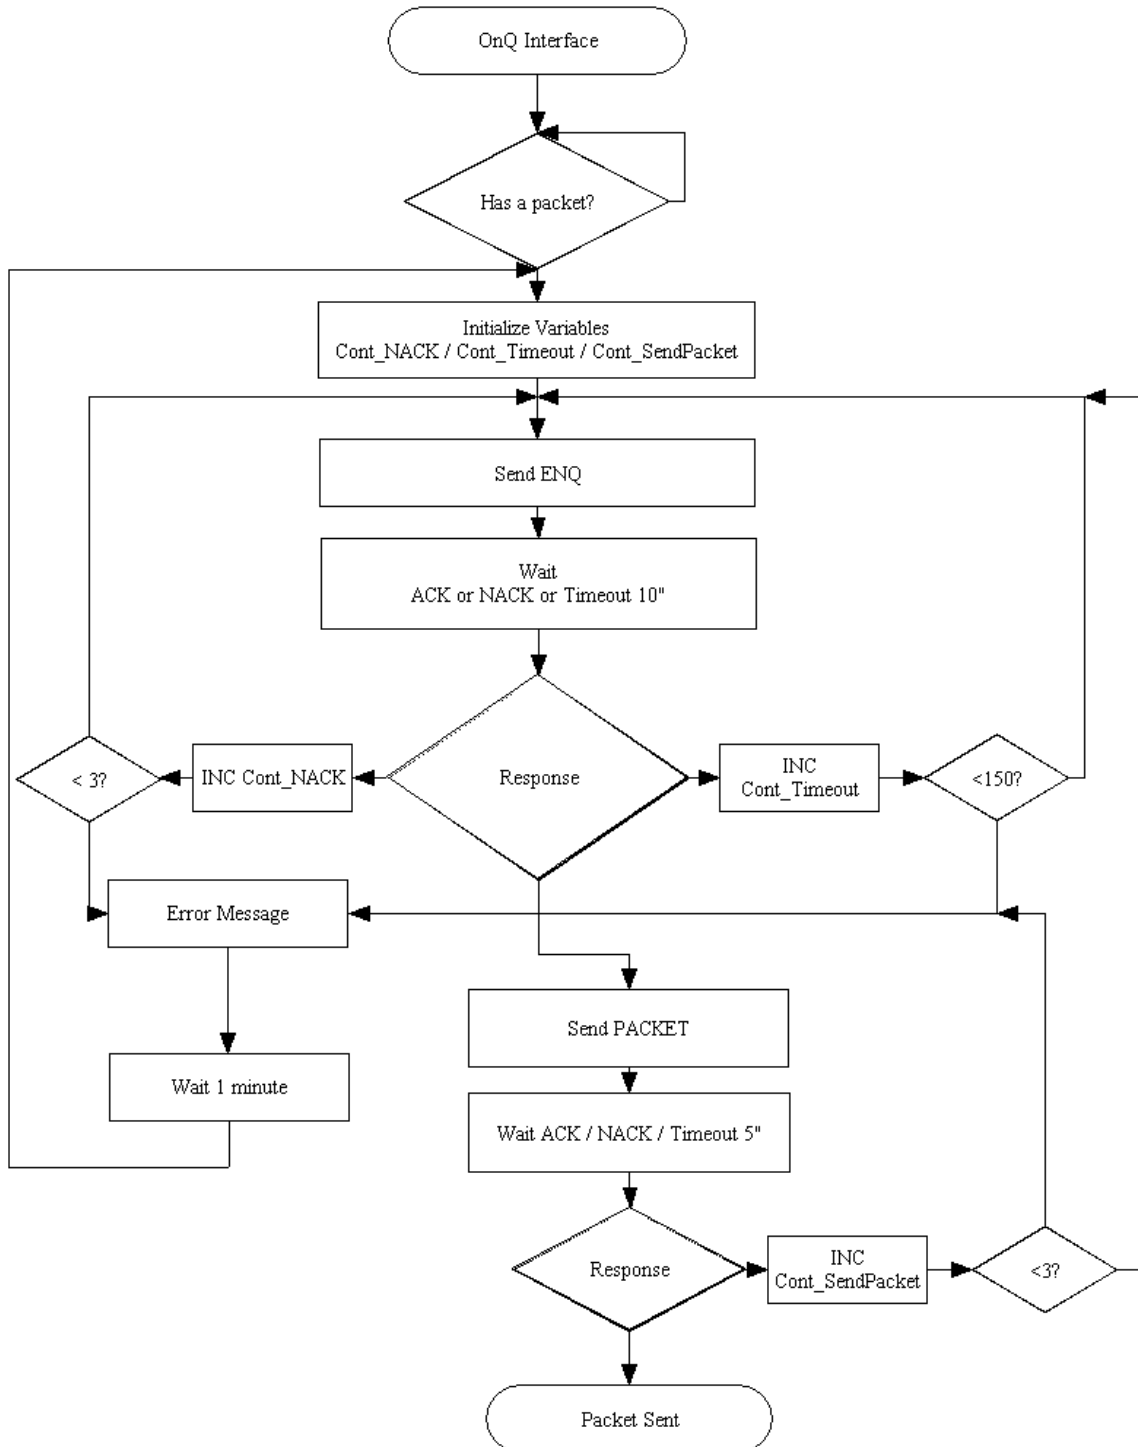 OnQ Interface
Has a packet?
Initialize Variables
Cont_NACK / Cont_Timeout / Cont_SendPacket
Send ENQ
Wait
ACK or NACK or Timeout 10"
< 3?
INC Cont_NACK
Response
INC
Cont_Timeout
<150?
Error Message
Send PACKET
Wait 1 minute
Wait ACK / NACK / Timeout 5"
Response
INC
Cont_SendPacket
<3?
Packet Sent